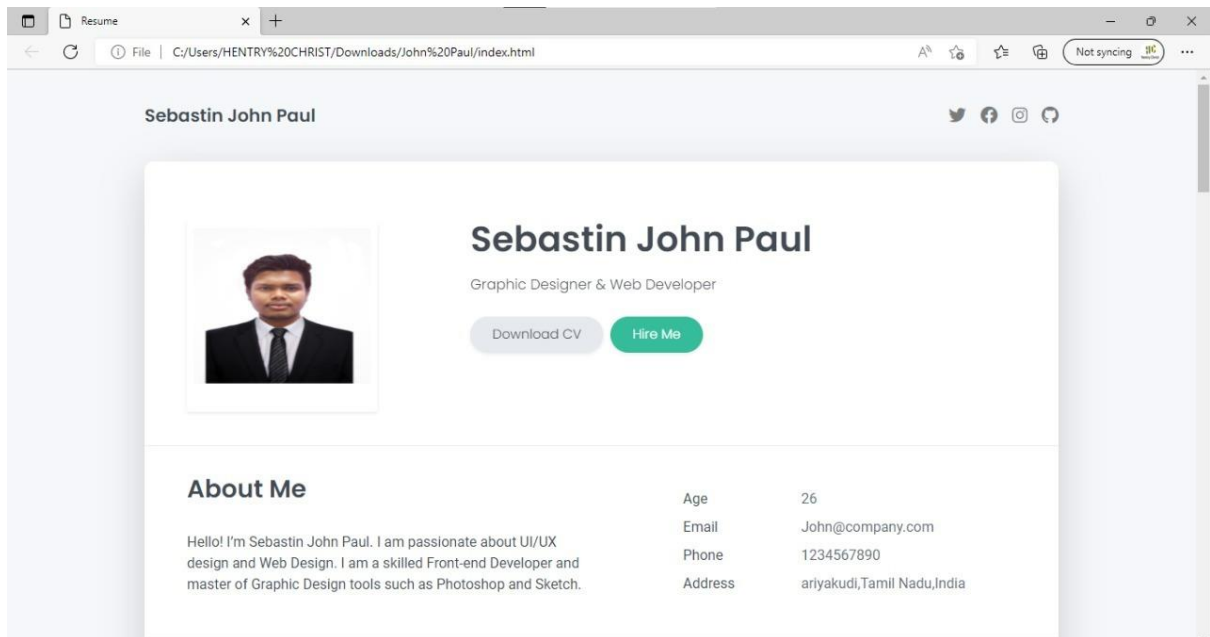 Resume
File
C:/Users/HENTRY%20CHRIST/Downloads/John%20Paul/index.html
Not syncing
Sebastin John Paul
Sebastin John Paul
Graphic Designer & Web Developer
Download CV
Hire Me
About Me
Hello! I'm Sebastin John Paul. I am passionate about UI/UX
design and Web Design. I am a skilled Front-end Developer and
master of Graphic Design tools such as Photoshop and Sketch.
Age 26
Email John@company.com
Phone 1234567890
Address ariyakudi,Tamil Nadu,India